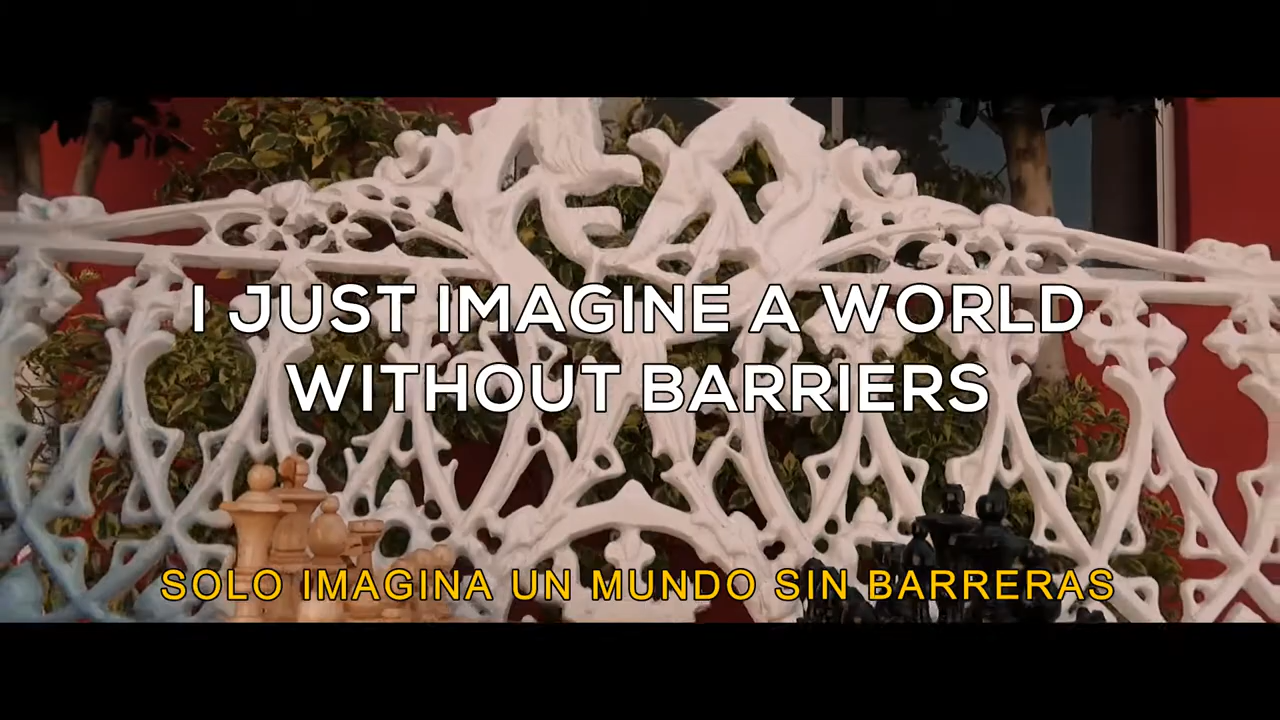 I JUST IMAGINE A WORLD
WITHOUT BARRIERS
SOLO IMAGINA UN MUNDO SIN BARRERAS